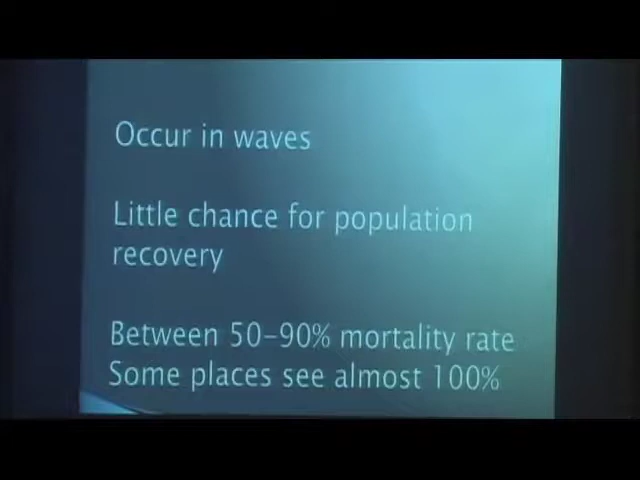 Occur in waves
Little chance for population
recovery
Between 50-90% mortality rate
Some places see almost 100%